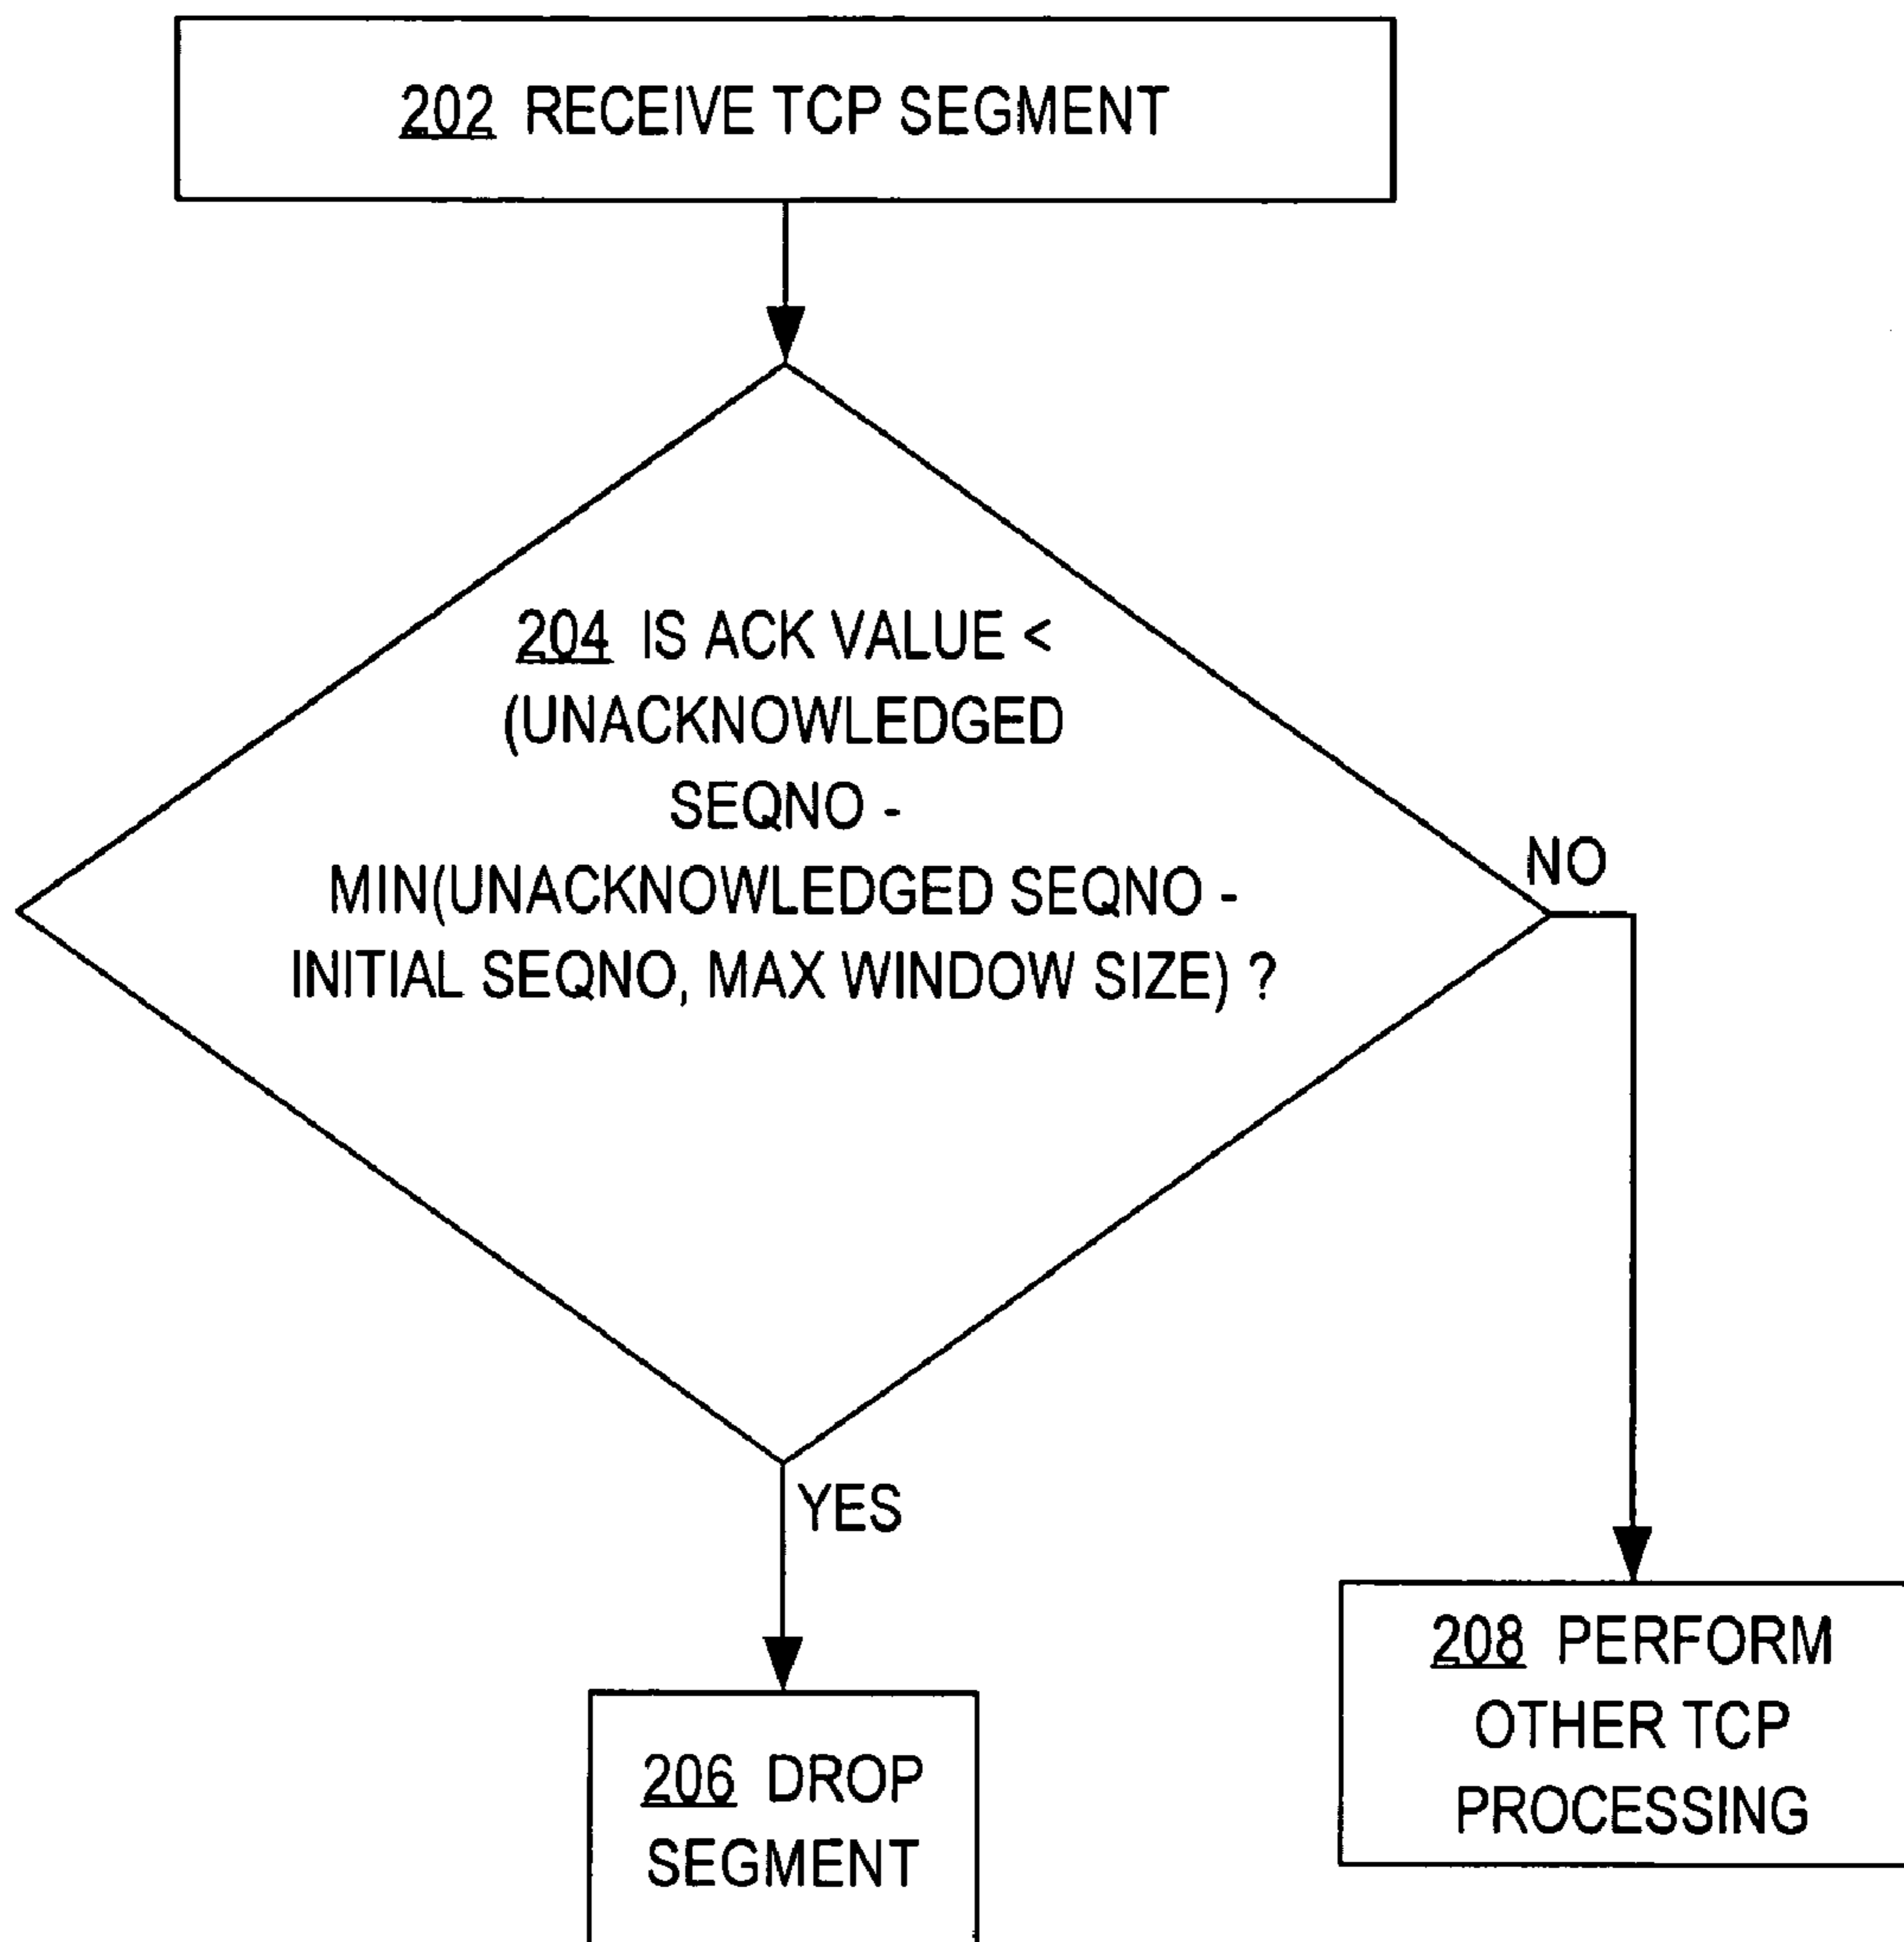 202 RECEIVE TCP SEGMENT
204 IS ACK VALUE <
(UNACKNOWLEDGED
SEQNO -
MIN(UNACKNOWLEDGED SEQNO -
INITIAL SEQNO, MAX WINDOW SIZE) ?
NO
YES
208 PERFORM
OTHER TCP
PROCESSING
206 DROP
SEGMENT